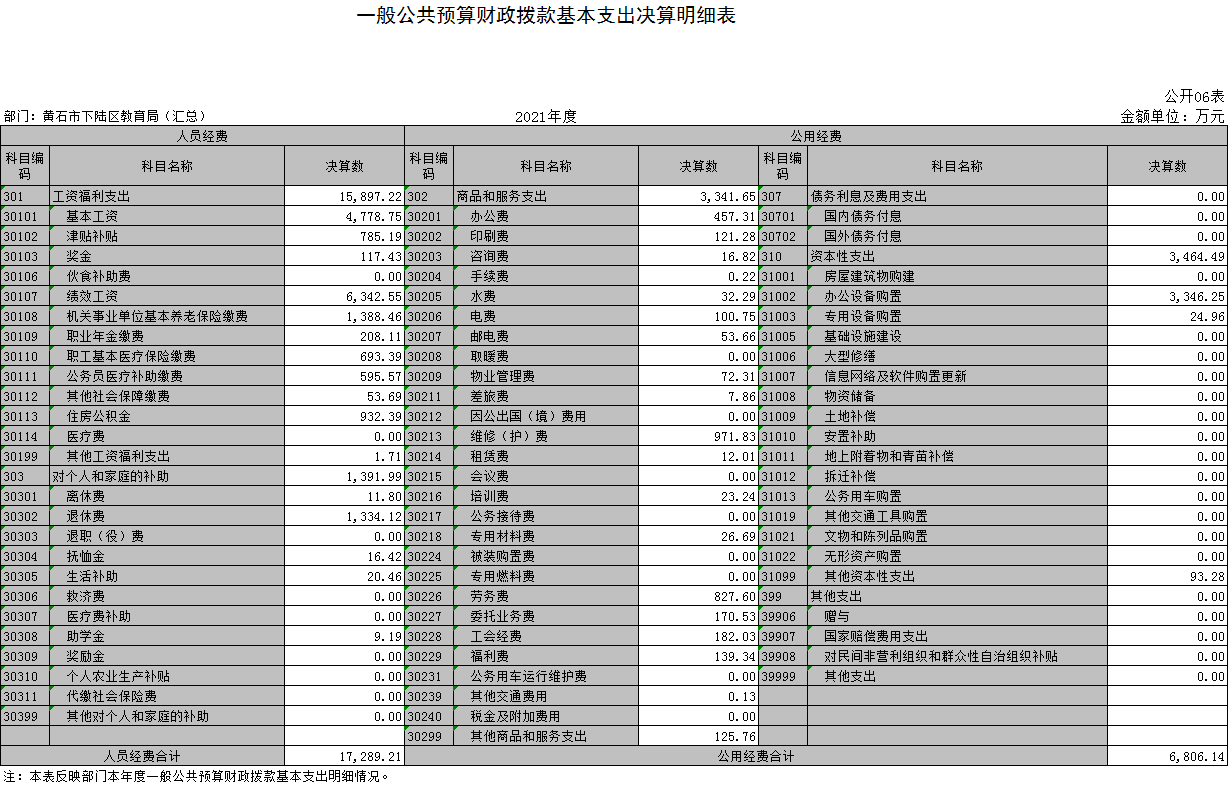 一般公共预算财政拨款基本支出决算明细表
公开06表
部门：黄石市下陆区教育局（汇总） 2021年度 金额单位：万元
人员经费 公用经费
科目编码 科目名称 决算数 科目编码 科目名称 决算数 科目编码 科目名称 决算数
301 工资福利支出 15,897.22 302 商品和服务支出 3,341.65 307 债务利息及费用支出 0.00
30101 基本工资 4,778.75 30201 办公费 457.31 30701 国内债务付息 0.00
30102 津贴补贴 785.19 30202 印刷费 121.28 30702 国外债务付息 0.00
30103 奖金 117.43 30203 咨询费 16.82 310 资本性支出 3,464.49
30106 伙食补助费 0.00 30204 手续费 0.22 31001 房屋建筑物购建 0.00
30107 绩效工资 6,342.55 30205 水费 32.29 31002 办公设备购置 3,346.25
30108 机关事业单位基本养老保险缴费 1,388.46 30206 电费 100.75 31003 专用设备购置 24.96
30109 职业年金缴费 208.11 30207 邮电费 53.66 31005 基础设施建设 0.00
30110 职工基本医疗保险缴费 693.39 30208 取暖费 0.00 31006 大型修缮 0.00
30111 公务员医疗补助缴费 595.57 30209 物业管理费 72.31 31007 信息网络及软件购置更新 0.00
30112 其他社会保障缴费 53.69 30211 差旅费 7.86 31008 物资储备 0.00
30113 住房公积金 932.39 30212 因公出国（境）费用 0.00 31009 土地补偿 0.00
30114 医疗费 0.00 30213 维修（护）费 971.83 31010 安置补助 0.00
30199 其他工资福利支出 1.71 30214 租赁费 12.01 31011 地上附着物和青苗补偿 0.00
303 对个人和家庭的补助 1,391.99 30215 会议费 0.00 31012 拆迁补偿 0.00
30301 离休费 11.80 30216 培训费 23.24 31013 公务用车购置 0.00
30302 退休费 1,334.12 30217 公务接待费 0.00 31019 其他交通工具购置 0.00
30303 退职（役）费 0.00 30218 专用材料费 26.69 31021 文物和陈列品购置 0.00
30304 抚恤金 16.42 30224 被装购置费 0.00 31022 无形资产购置 0.00
30305 生活补助 20.46 30225 专用燃料费 0.00 31099 其他资本性支出 93.28
30306 救济费 0.00 30226 劳务费 827.60 399 其他支出 0.00
30307 医疗费补助 0.00 30227 委托业务费 170.53 39906 赠与 0.00
30308 助学金 9.19 30228 工会经费 182.03 39907 国家赔偿费用支出 0.00
30309 奖励金 0.00 30229 福利费 139.34 39908 对民间非营利组织和群众性自治组织补贴 0.00
30310 个人农业生产补贴 0.00 30231 公务用车运行维护费 0.00 39999 其他支出 0.00
30311 代缴社会保险费 0.00 30239 其他交通费用 0.13
30399 其他对个人和家庭的补助 0.00 30240 税金及附加费用 0.00
30299 其他商品和服务支出 125.76
人员经费合计 17,289.21 公用经费合计 6,806.14
注：本表反映部门本年度一般公共预算财政拨款基本支出明细情况。